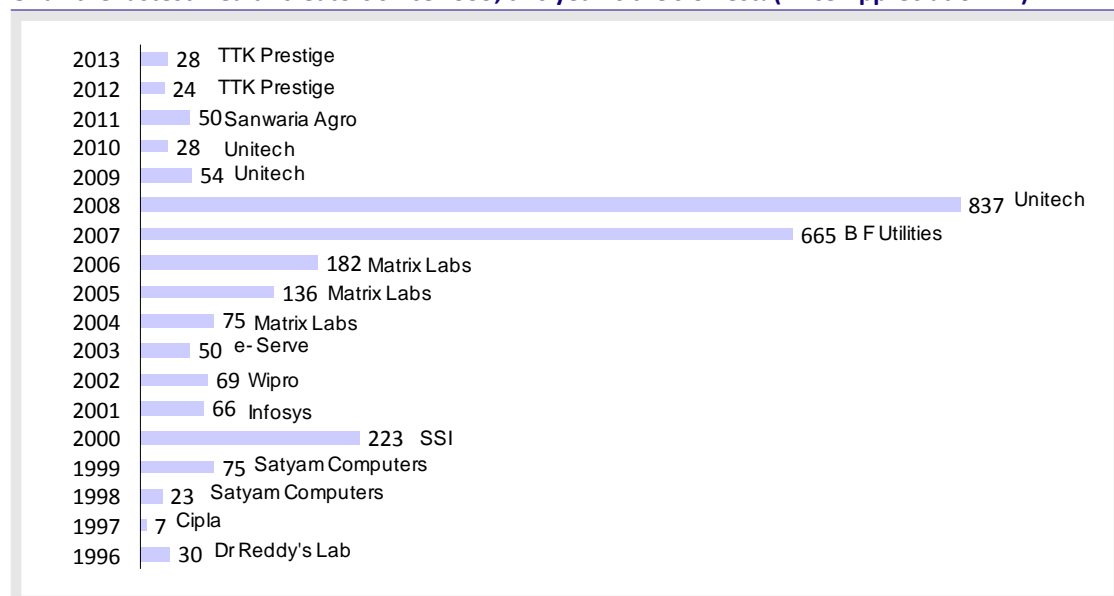 2013 28 TTK Prestige
2012 24 TTK Prestige
2011 50 Sanwaria Agro
2010 28 Unitech
2009 54 Unitech
2008 837 Unitech
2007 665 B F Utilities
2006 182 Matrix Labs
2005 136 Matrix Labs
2004 75 Matrix Labs
2003 50 e-Serve
2002 69 Wipro
2001 66 Infosys
2000 223 SSI
1999 75 Satyam Computers
1998 23 Satyam Computers
1997 7 Cipla
1996 30 Dr Reddy's Lab